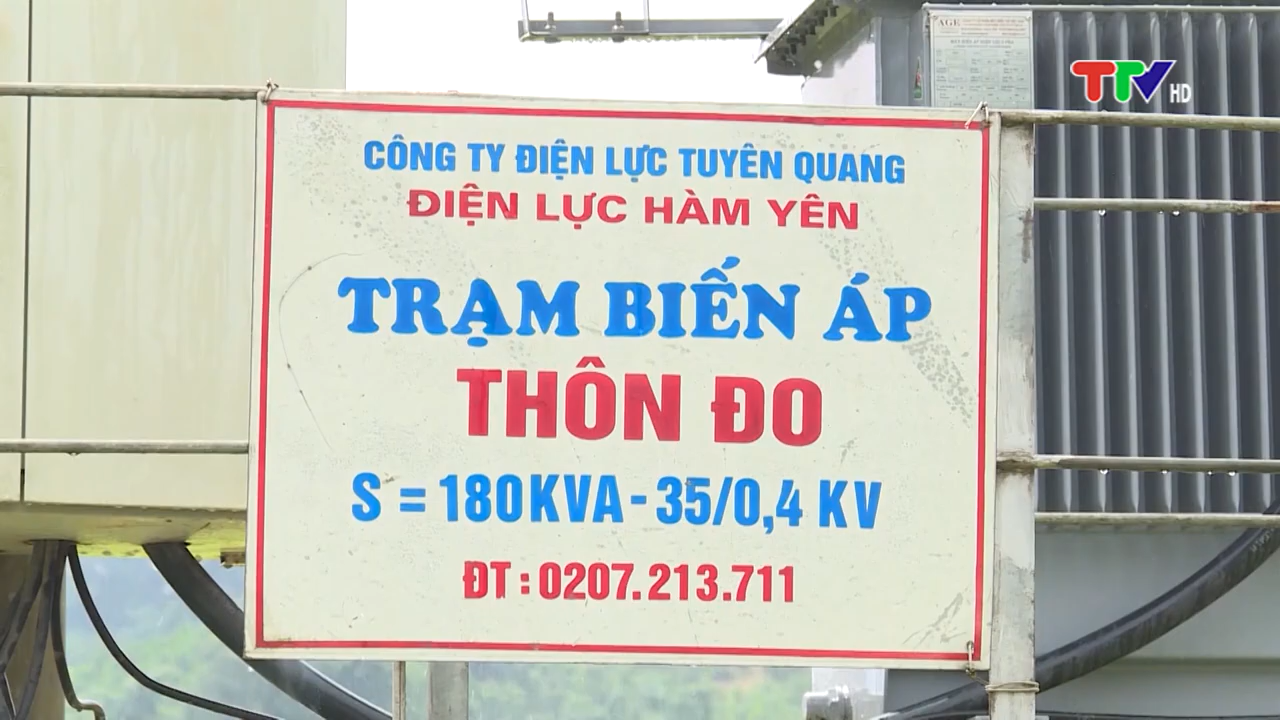 AGE
TTV HD
CÔNG TY ĐIỆN LỰC TUYÊN QUANG
ĐIỆN LỰC HÀM YÊN
TRẠM BIẾN ÁP
THÔN ĐO
S = 180KVA - 35/0,4 KV
ĐT : 0207.213.711